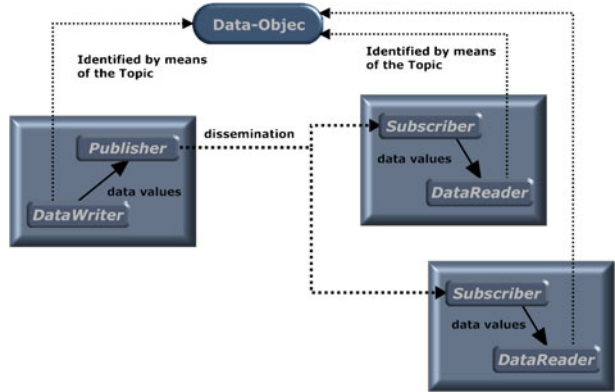 Data-Objec
Identified by means
of the Topic
Identified by means
of the Topic
Publisher
dissemination
data values
DataWriter
Subscriber
data values
DataReader
Subscriber
data values
DataReader